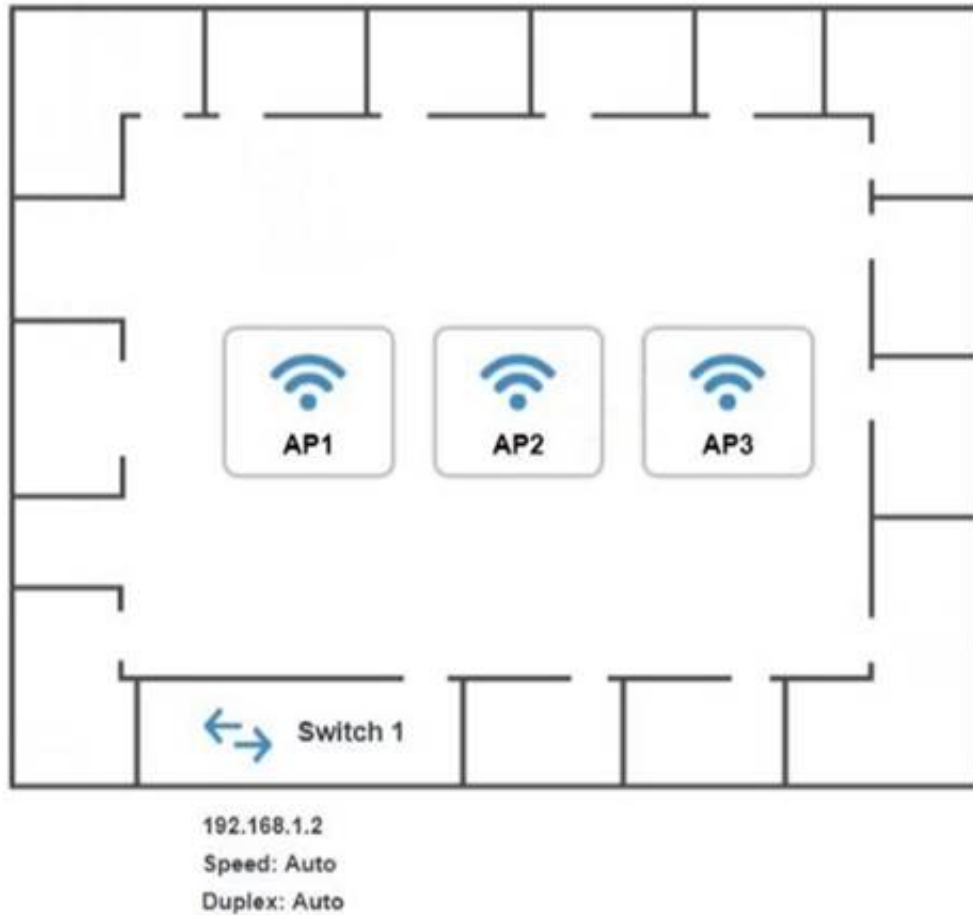 AP1
AP2
AP3
Switch 1
192.168.1.2
Speed: Auto
Duplex: Auto